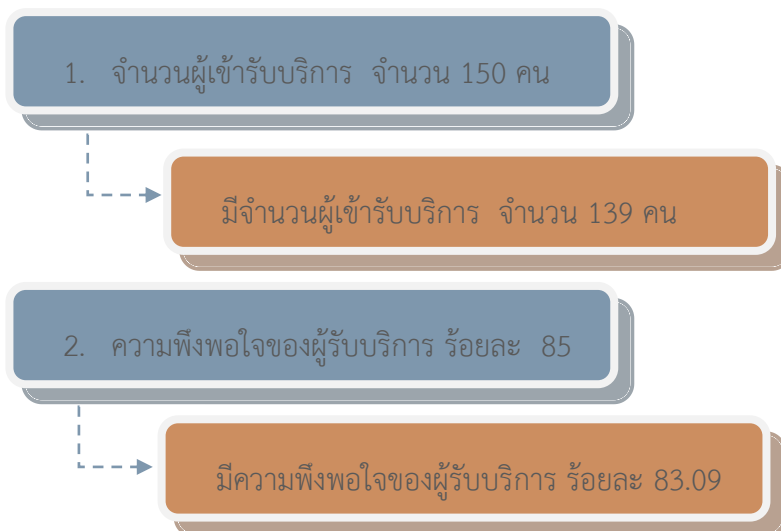 1. จำนวนผู้เข้ารับบริการ จำนวน 150 คน
มีจำนวนผู้เข้ารับบริการ จำนวน 139 คน
2. ความพึงพอใจของผู้รับบริการ ร้อยละ 85
มีความพึงพอใจของผู้รับบริการ ร้อยละ 83.09